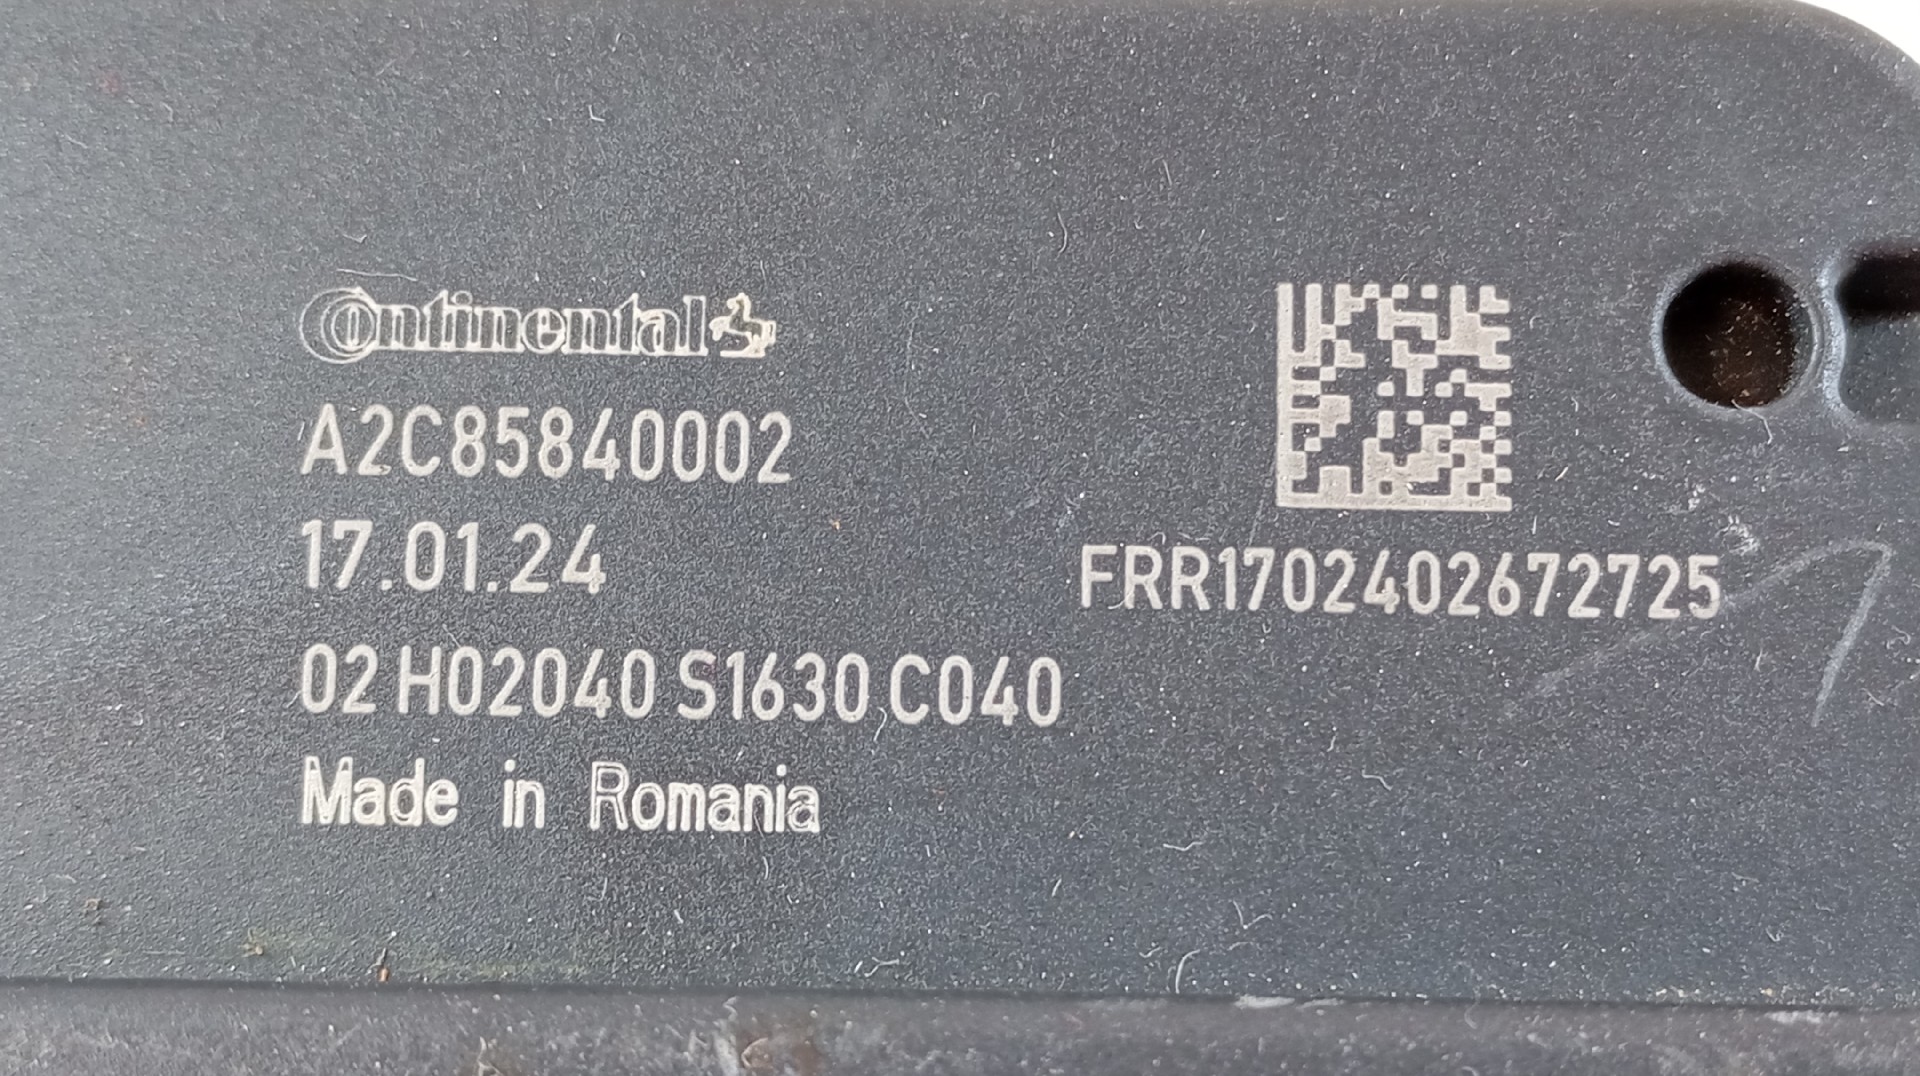 Continental
A2C85840002
17.01.24
FRR1702402672725
02 H02040 S1630 C040
Made in Romania